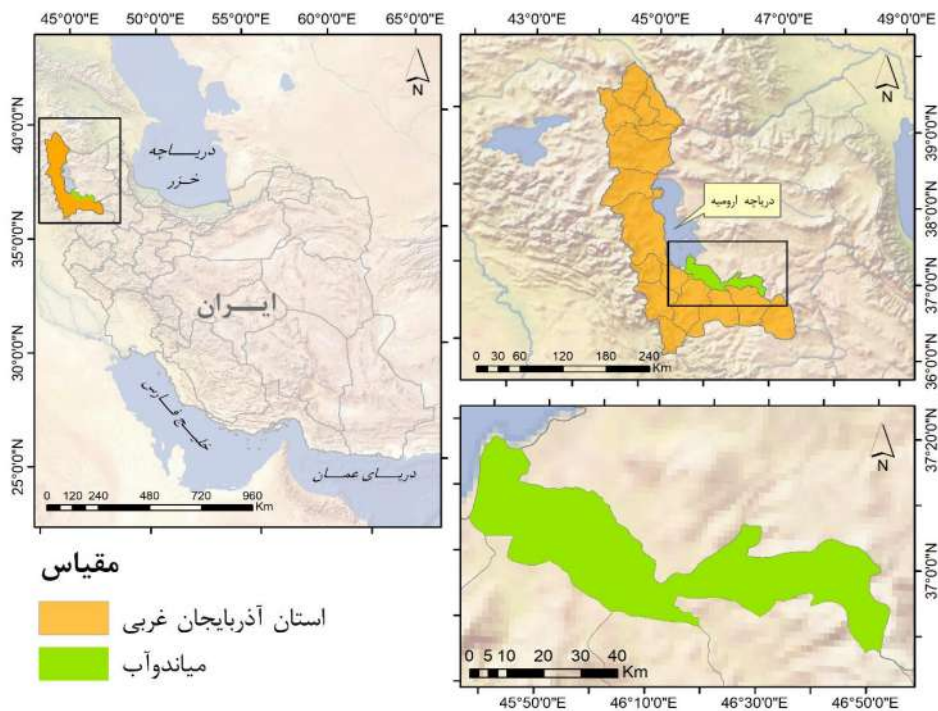 45°0'0"E 50°0'0"E 55°0'0"E 60°0'0"E 65°0'0"E
40°0'0"N
35°0'0"N
30°0'0"N
25°0'0"N
N
دریاچه
خزر
ایران
خلیج فارس
دریای عمان
0 120 240 480 720 960
Km
43°0'0"E 45°0'0"E 47°0'0"E 49°0'0"E
39°0'0"N
38°0'0"N
37°0'0"N
36°0'0"N
N
دریاچه ارومیه
0 30 60 120 180 240
Km
37°20'0"N
37°0'0"N
N
0 5 10 20 30 40
Km
45°50'0"E 46°10'0"E 46°30'0"E 46°50'0"E
مقیاس
استان آذربایجان غربی
میاندوآب